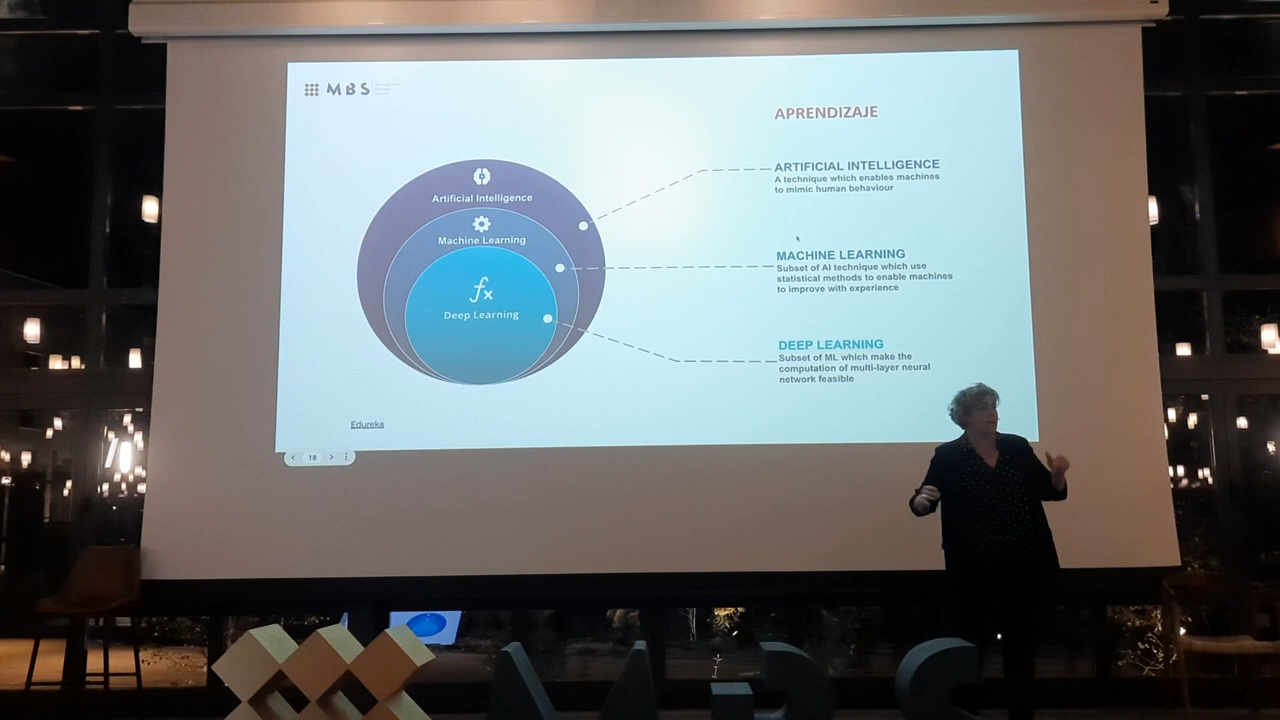 MBS
APRENDIZAJE
Artificial Intelligence
Machine Learning
fx
Deep Learning
ARTIFICIAL INTELLIGENCE
A technique which enables machines
to mimic human behaviour
MACHINE LEARNING
Subset of AI technique which use
statistical methods to enable machines
to improve with experience
DEEP LEARNING
Subset of ML which make the
computation of multi-layer neural
network feasible
Edureka
18
MBS